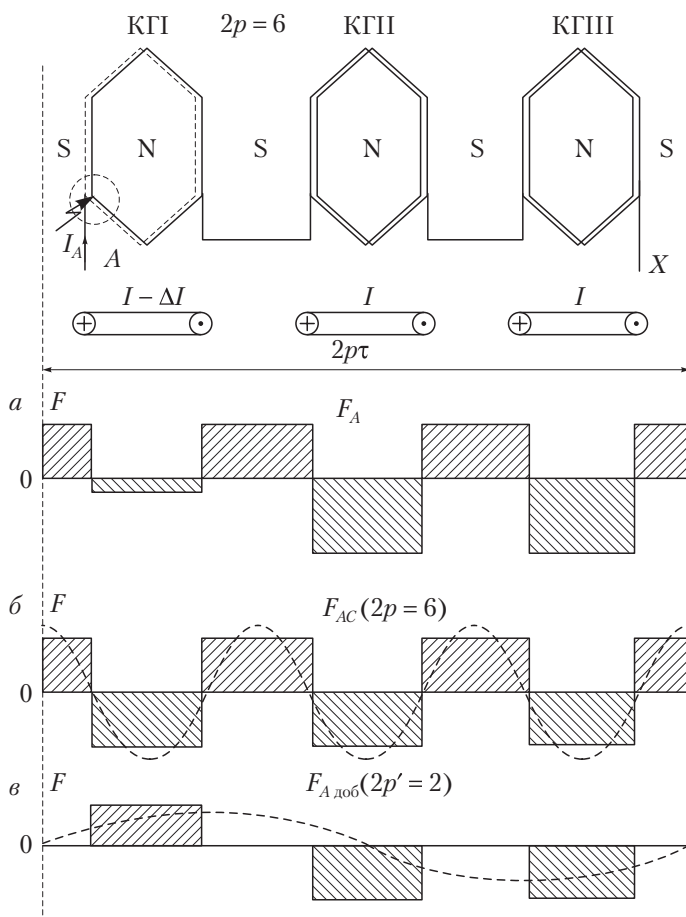 КГI 2p = 6 КГII КГIII
S N S N S N S
I_A A X
I − ΔI I I
2pτ
а F F_A
0
б F F_AC (2p = 6)
0
в F F_A доб (2p′ = 2)
0